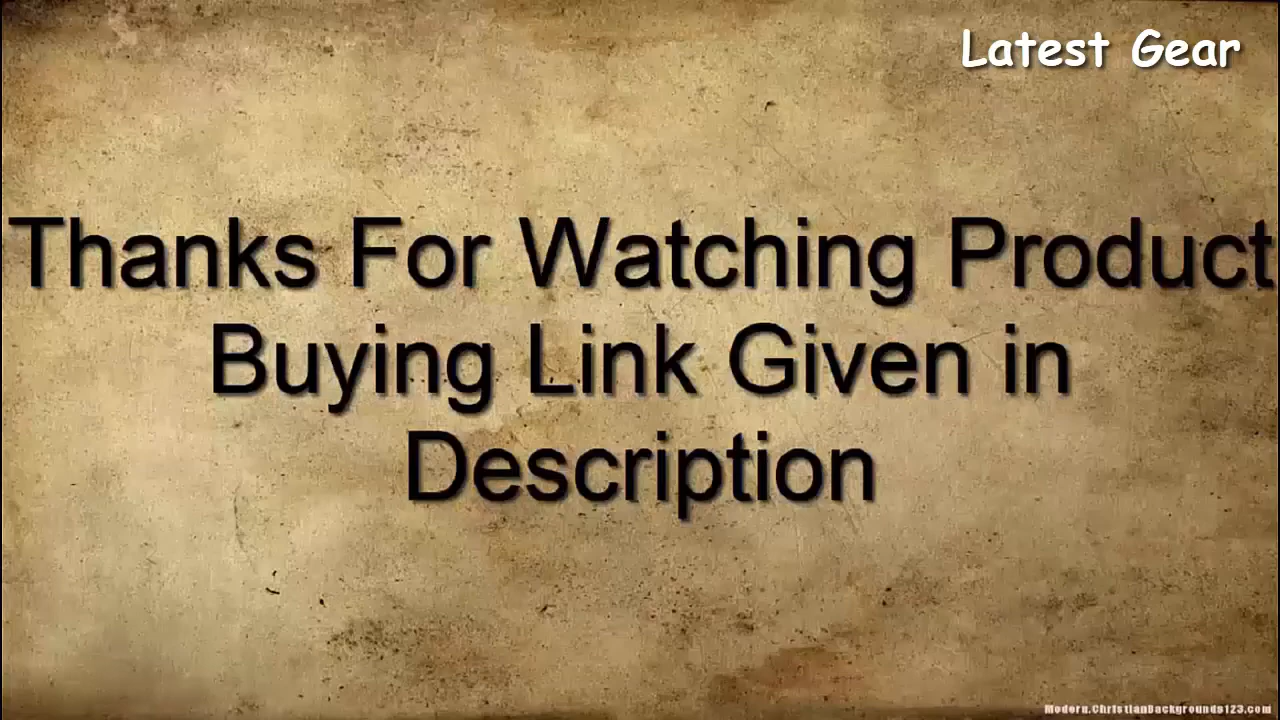 Latest Gear
Thanks For Watching Product
Buying Link Given in
Description
Modern.ChristianBackgrounds123.com